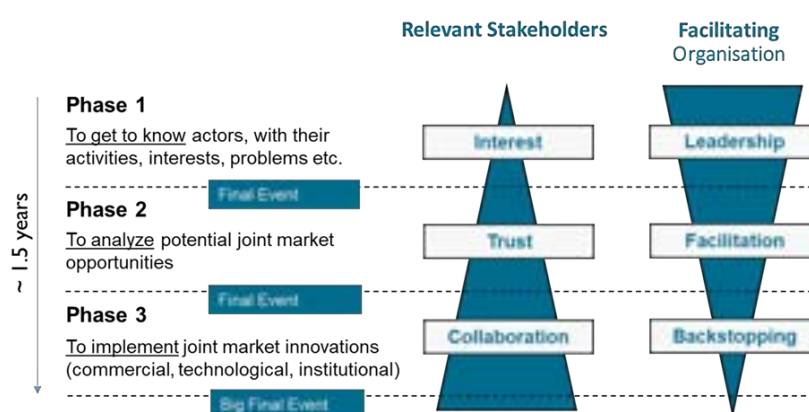 Relevant Stakeholders
Facilitating
Organisation
Phase 1
To get to know actors, with their
activities, interests, problems etc.
Interest
Leadership
Final Event
Phase 2
To analyze potential joint market
opportunities
Trust
Facilitation
Final Event
Phase 3
To implement joint market innovations
(commercial, technological, institutional)
Collaboration
Backstopping
Big Final Event
~ 1.5 years